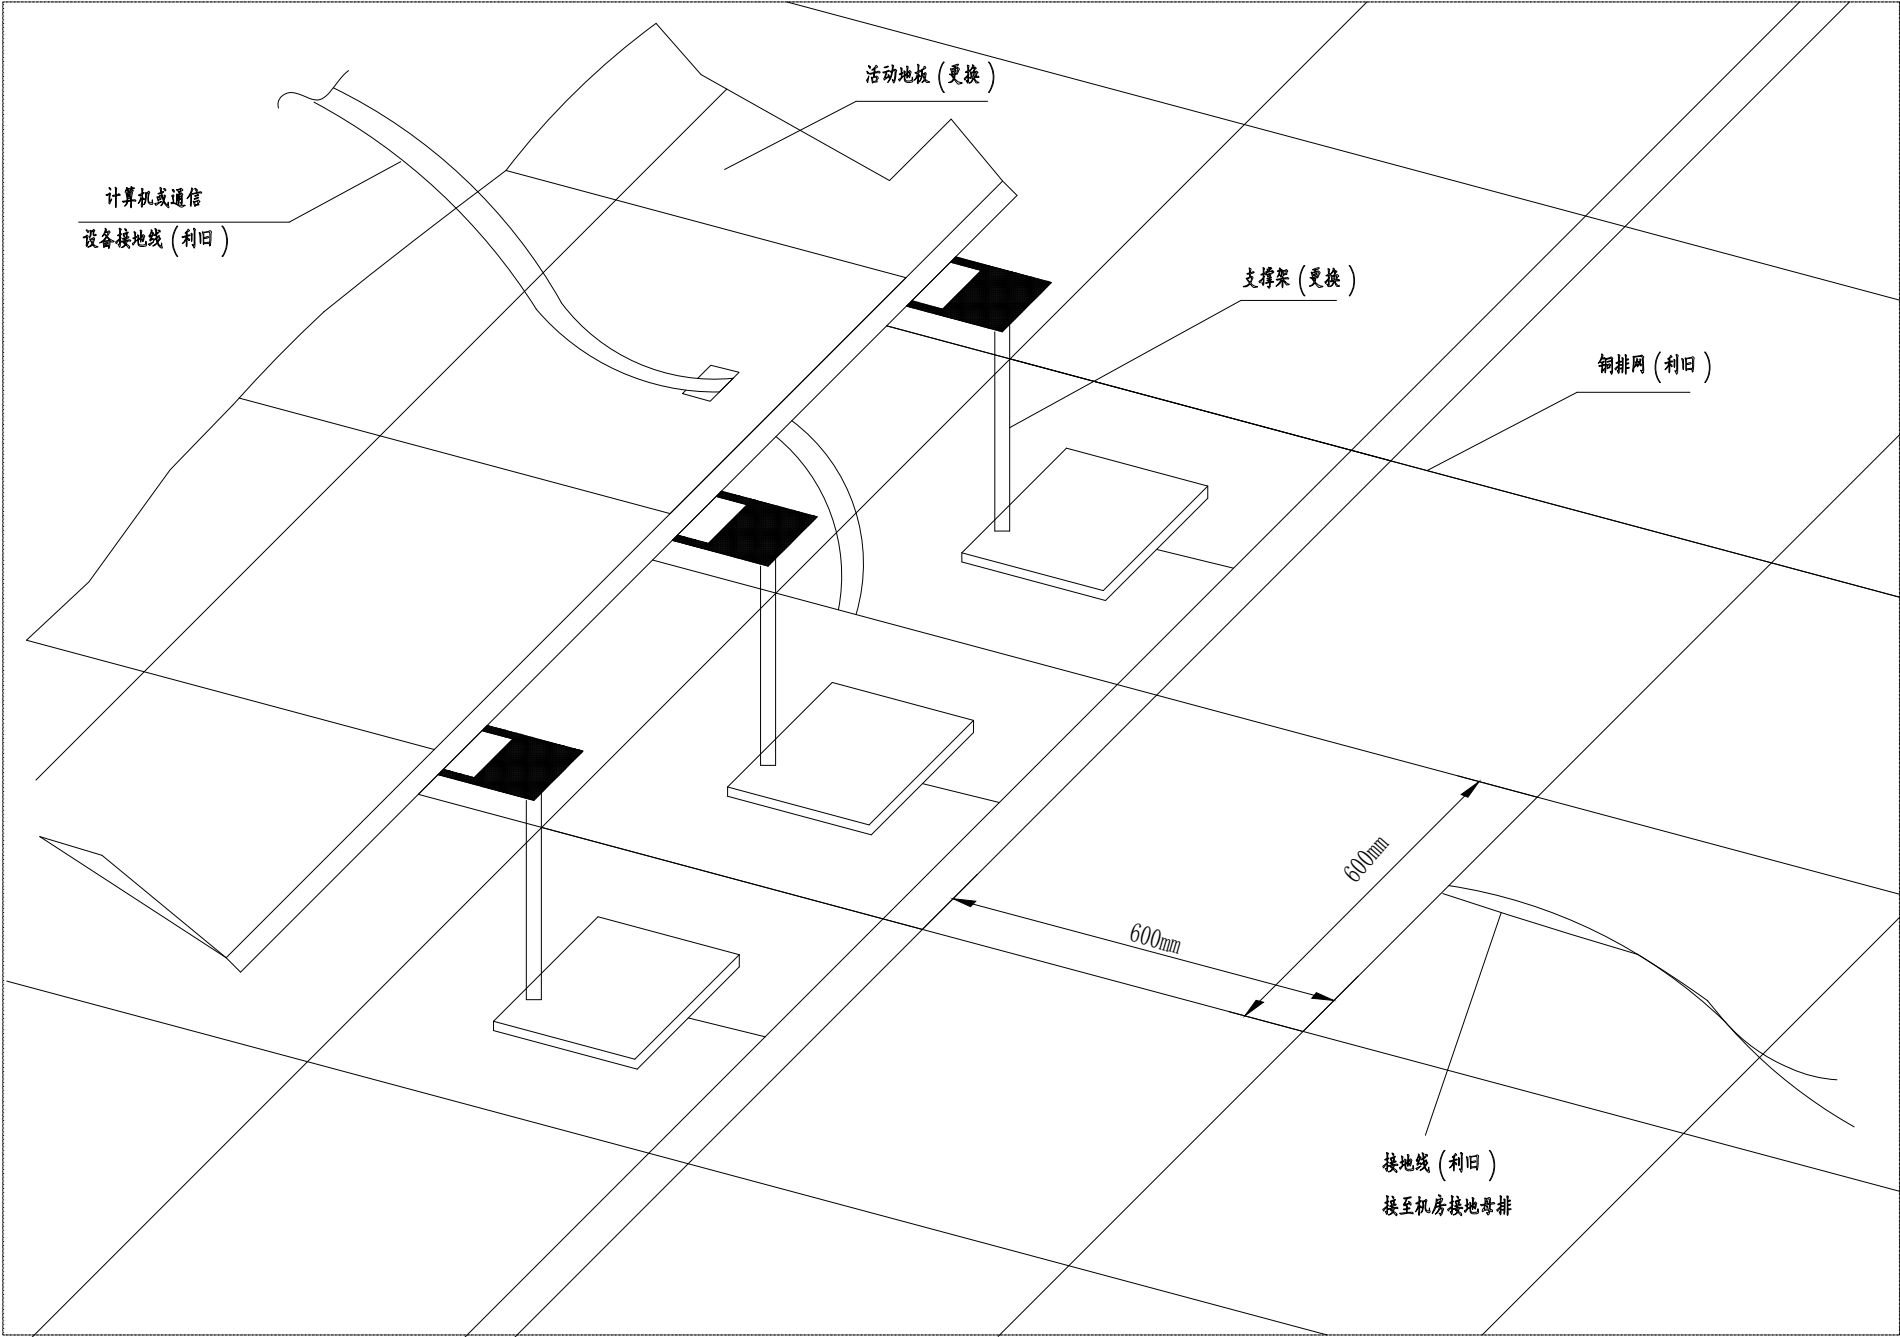 活动地板(更换)
计算机或通信
设备接地线(利旧)
支撑架(更换)
铜排网(利旧)
600mm
600mm
接地线(利旧)
接至机房接地母排